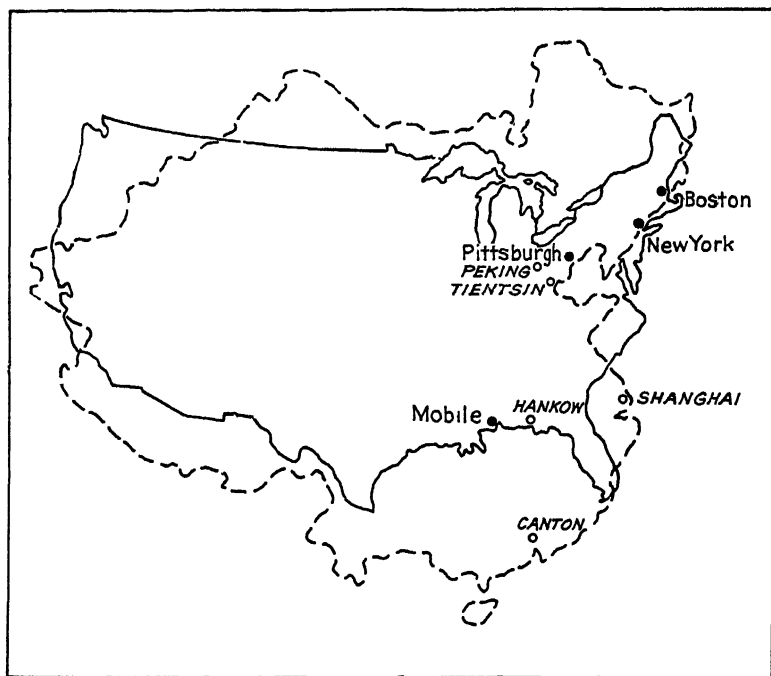 Boston
New York
Pittsburgh
PEKING
TIENTSIN
SHANGHAI
Mobile
HANKOW
CANTON